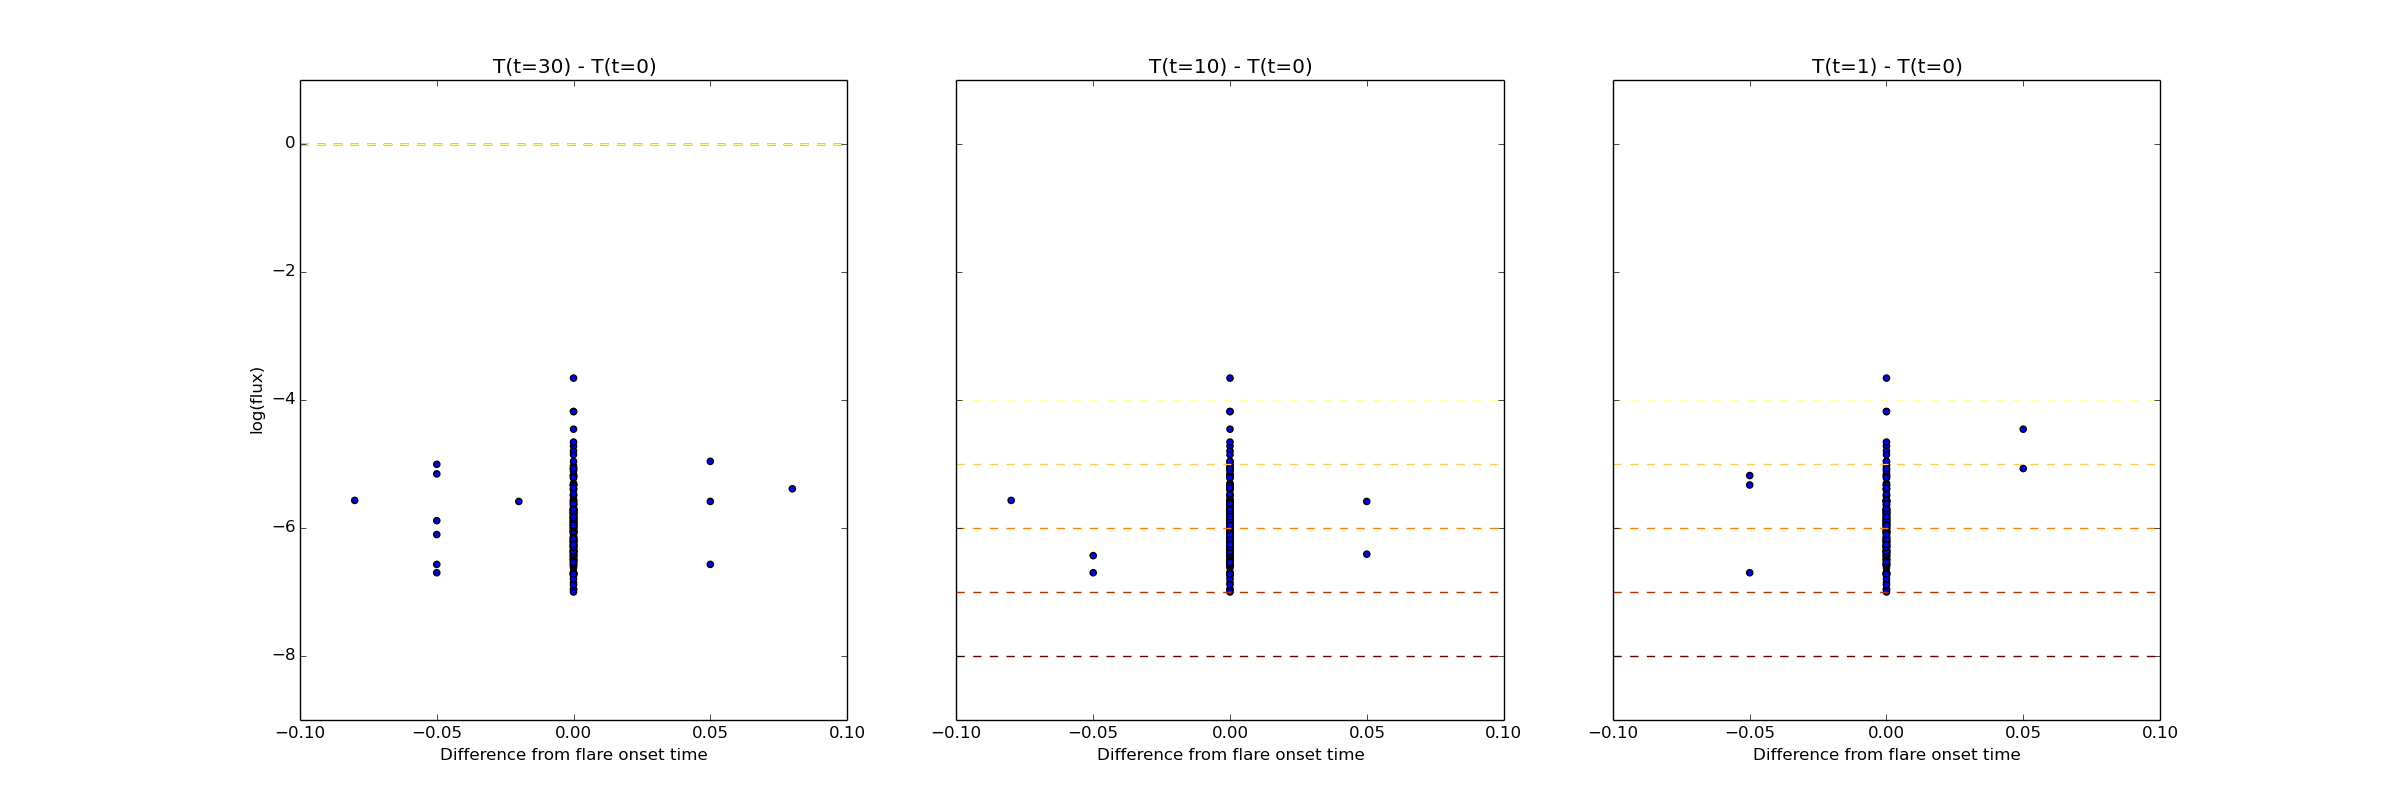 T(t=30) - T(t=0)
T(t=10) - T(t=0)
T(t=1) - T(t=0)
log(flux)
0
−2
−4
−6
−8
−0.10 −0.05 0.00 0.05 0.10
−0.10 −0.05 0.00 0.05 0.10
−0.10 −0.05 0.00 0.05 0.10
Difference from flare onset time
Difference from flare onset time
Difference from flare onset time